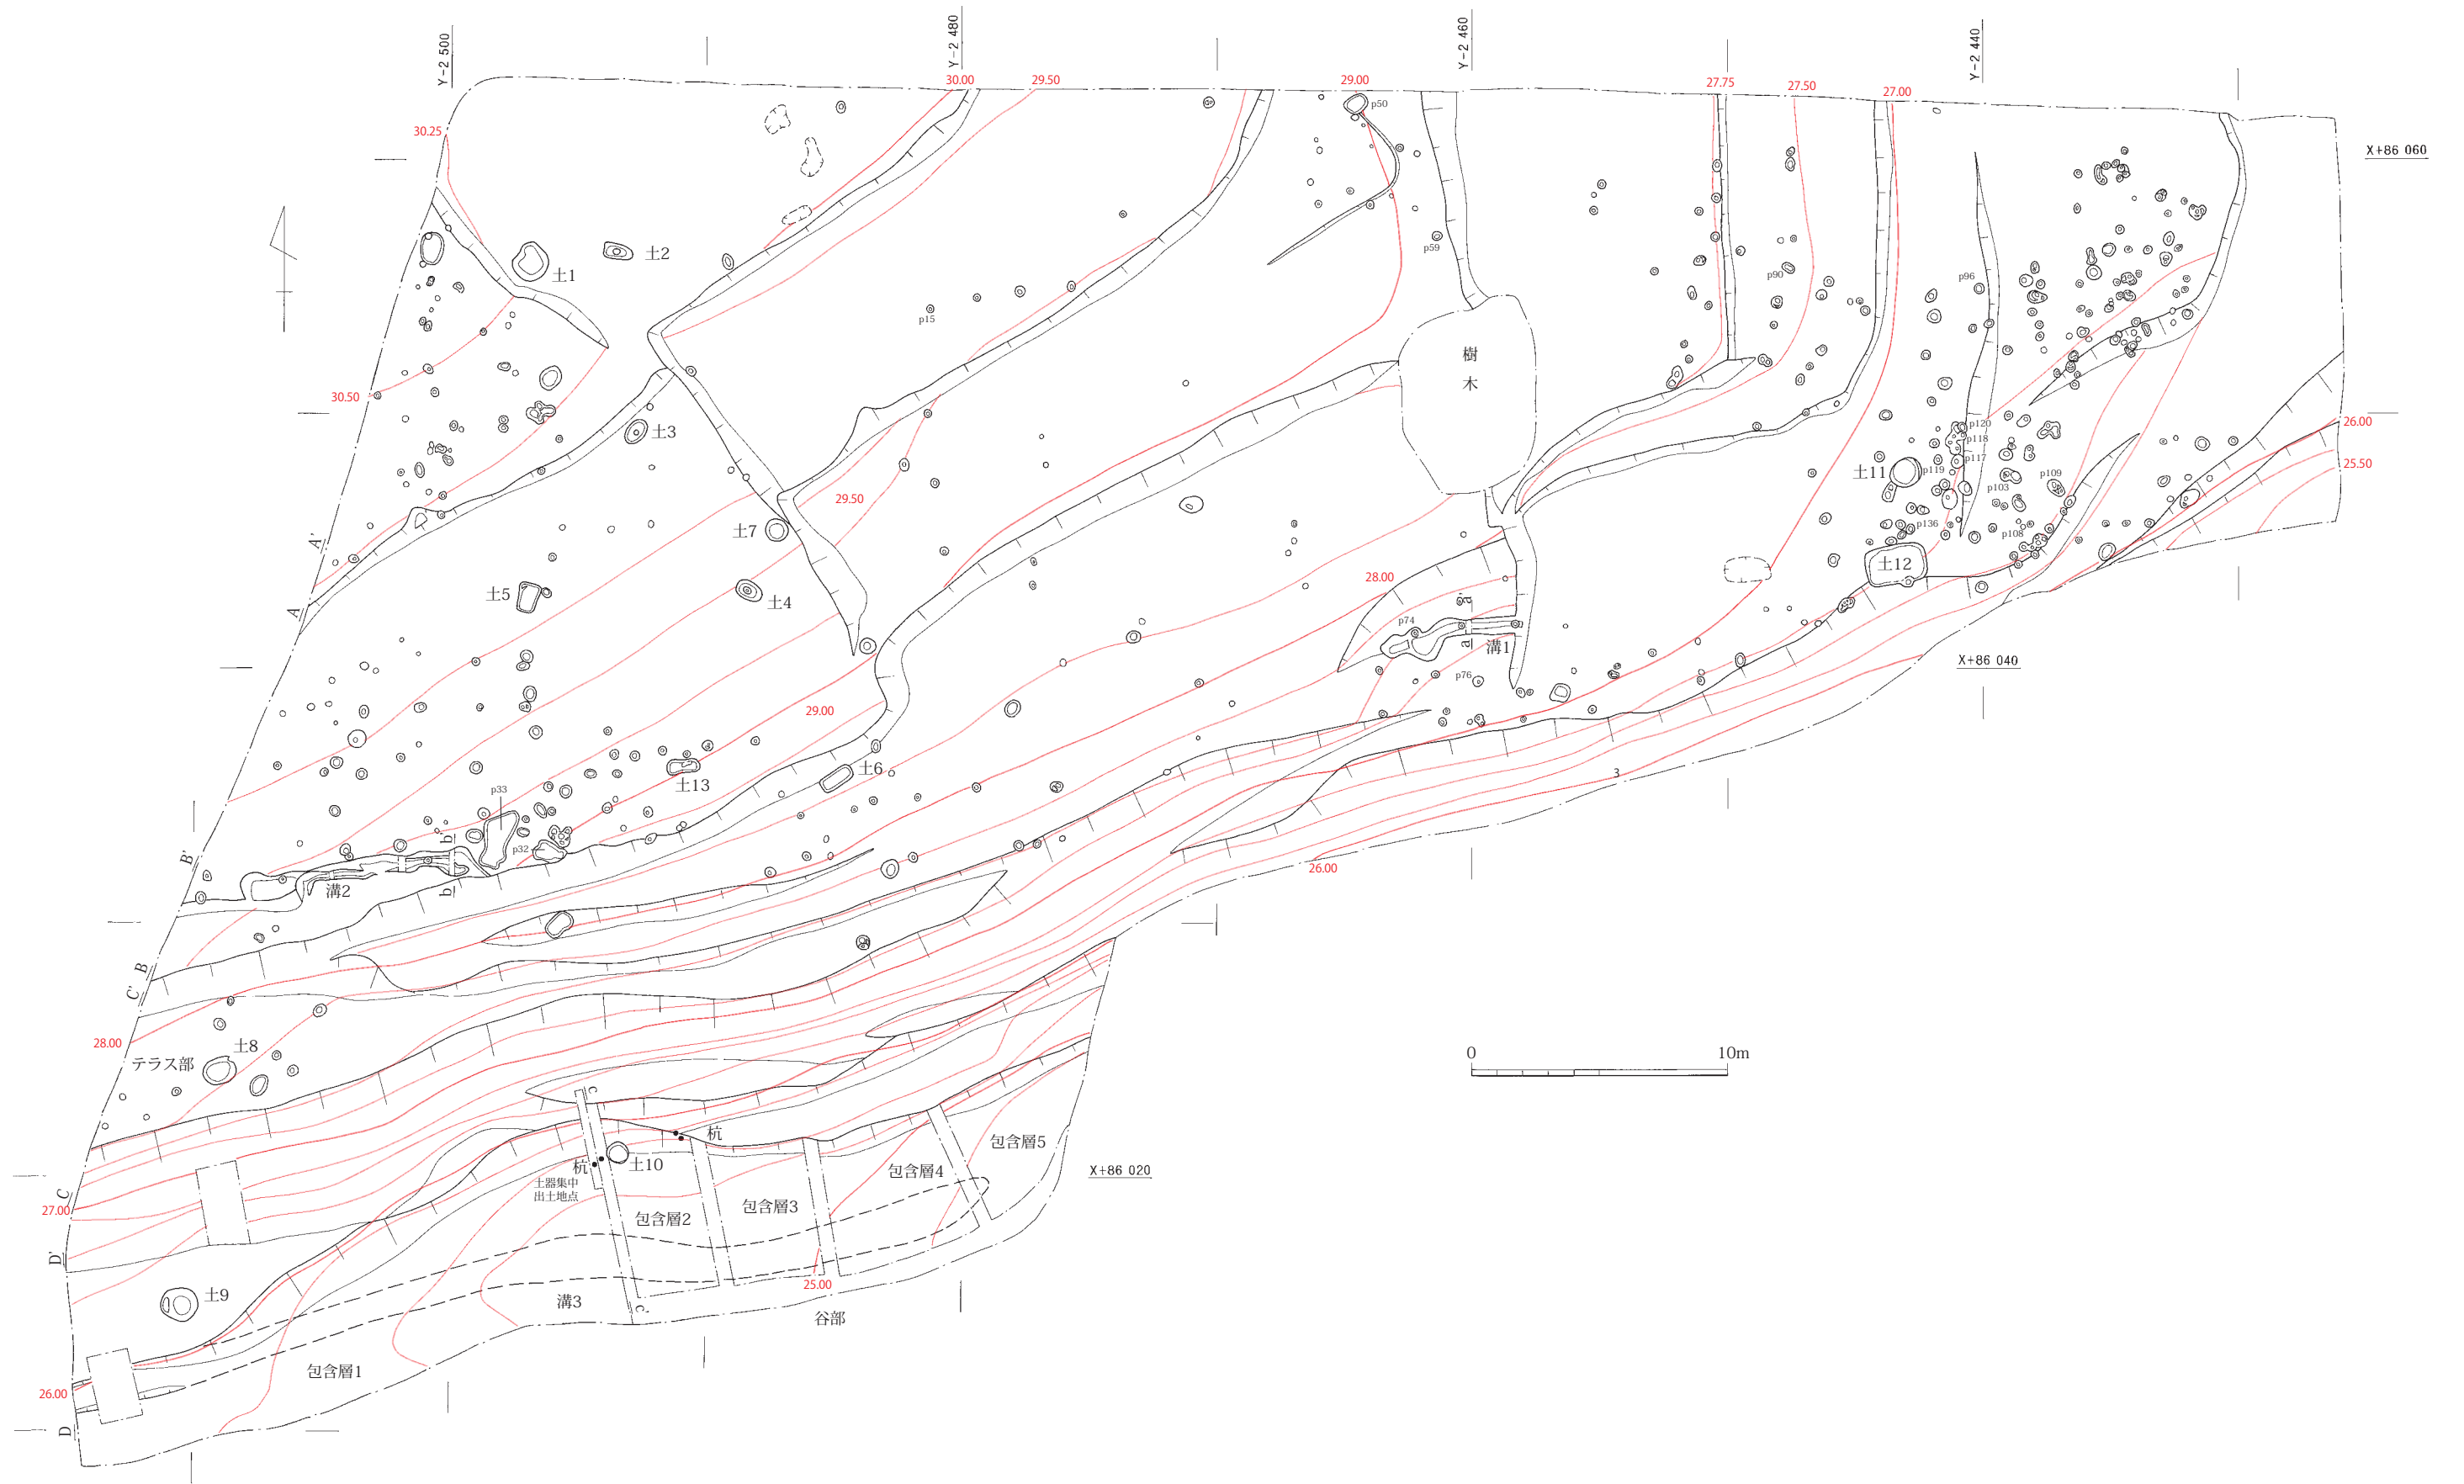 Y-2 500
Y-2 480
Y-2 460
Y-2 440
30.00
29.50
29.00
27.75
27.50
27.00
30.25
p50
X+86 060
土1
土2
p59
p90
p96
p15
樹
木
30.50
土3
26.00
p120
p118
p117
土11
p119
25.50
p109
p103
29.50
土7
p136
p108
A'
土12
28.00
土5
土4
A
a'
p74
a
溝1
X+86 040
p76
29.00
土6
3
土13
p33
b'
p32
B'
26.00
溝2
b
B
C'
28.00
土8
テラス部
0
10m
c
杭
包含層5
杭
土10
包含層4
X+86 020
土器集中
出土地点
C
27.00
包含層3
包含層2
D'
25.00
土9
溝3
c'
谷部
包含層1
26.00
D